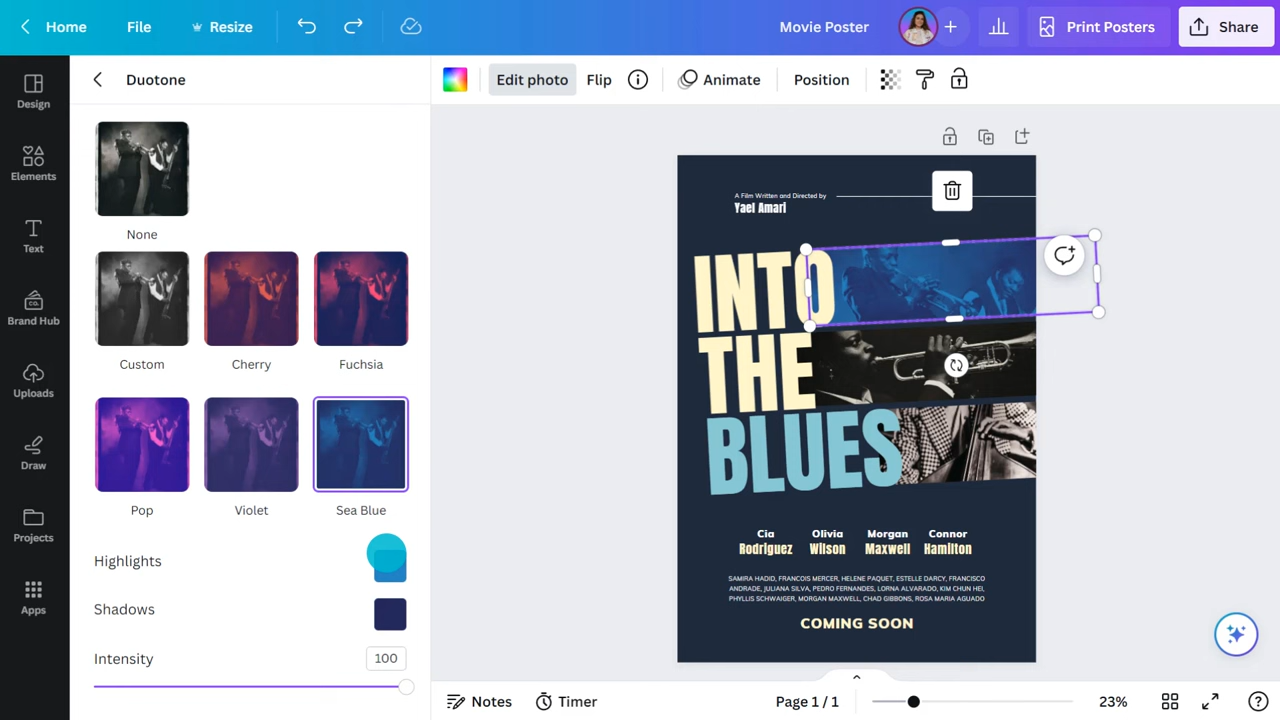 Home
File
Resize
Movie Poster
Print Posters
Share
Design
Elements
Text
CO.
Brand Hub
Uploads
Draw
Projects
Apps
Duotone
None
Custom
Cherry
Fuchsia
Pop
Violet
Sea Blue
Highlights
Shadows
Intensity
100
Edit photo
Flip
Animate
Position
A Film Written and Directed by
Yael Amari
INTO
THE
BLUES
Cia
Rodriguez
Olivia
Wilson
Morgan
Maxwell
Connor
Hamilton
SAMIRA HADID, FRANCOIS MERCER, HELENE PAQUET, ESTELLE DARCY, FRANCISCO
ANDRADE, JULIANA SILVA, PEDRO FERNANDES, LORNA ALVARADO, KIM CHUN HEI,
PHYLLIS SCHWAIGER, MORGAN MAXWELL, CHAD GIBBONS, ROSA MARIA AGUADO
COMING SOON
Notes
Timer
Page 1 / 1
23%